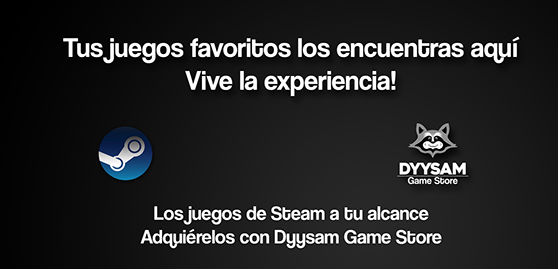 Tus juegos favoritos los encuentras aquí
Vive la experiencia!
DYYSAM
Game Store
Los juegos de Steam a tu alcance
Adquiérelos con Dyysam Game Store